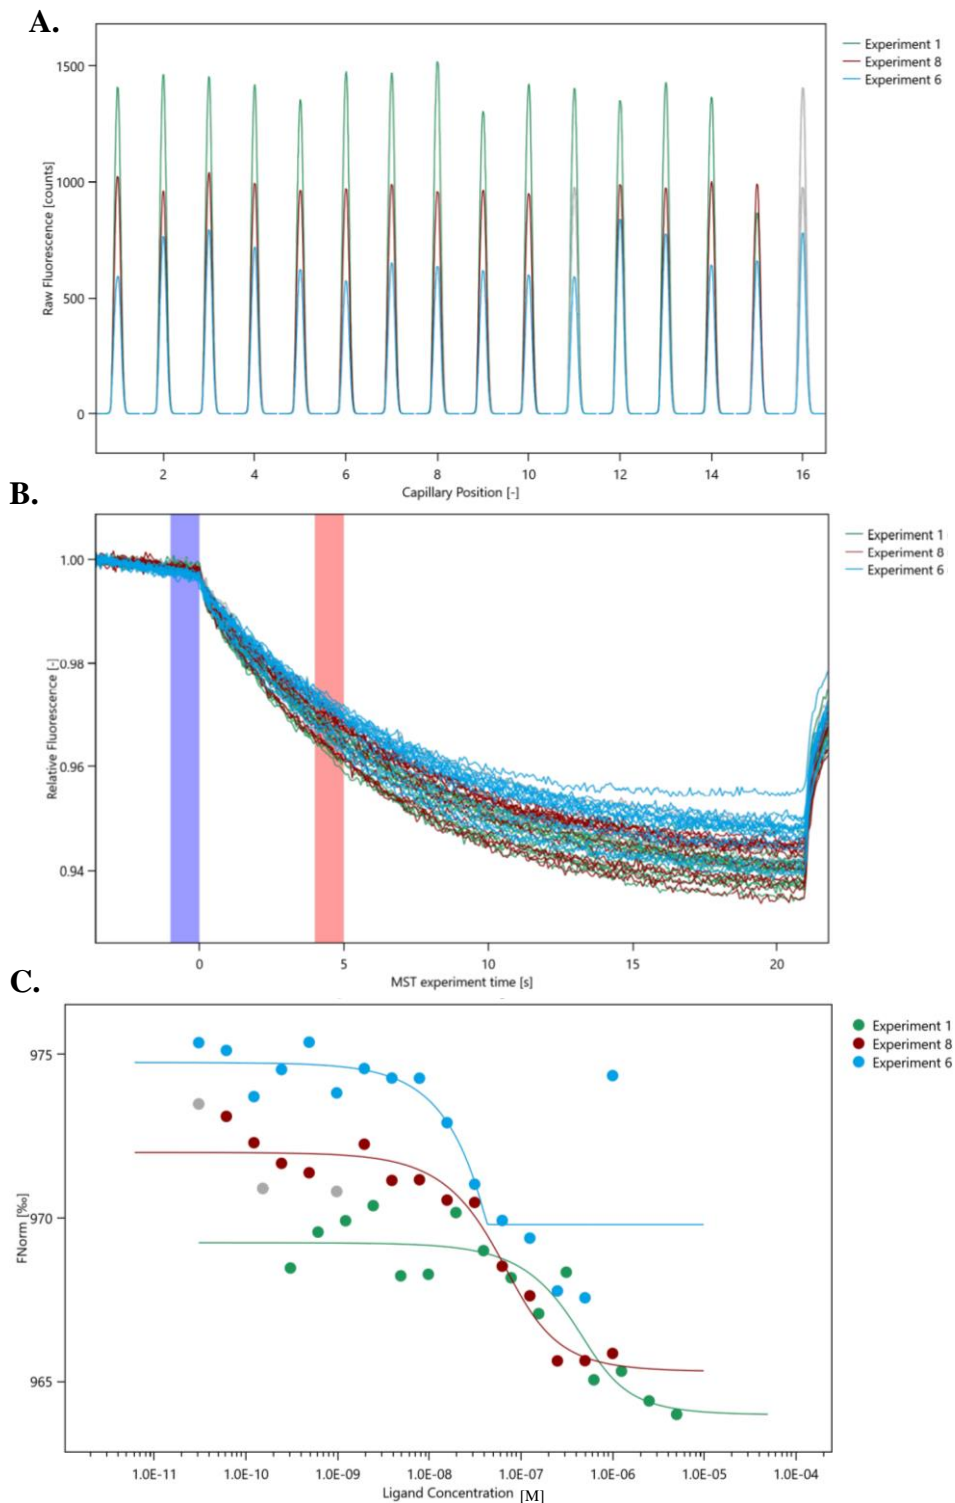 A.
1500
1000
500
0
Raw Fluorescence [counts]
2 4 6 8 10 12 14 16
Capillary Position [-]
Experiment 1
Experiment 8
Experiment 6
B.
1.00
0.98
0.96
0.94
Relative Fluorescence [-]
0 5 10 15 20
MST experiment time [s]
Experiment 1
Experiment 8
Experiment 6
C.
975
970
965
FNorm [‰]
1.0E-11 1.0E-10 1.0E-09 1.0E-08 1.0E-07 1.0E-06 1.0E-05 1.0E-04
Ligand Concentration [M]
Experiment 1
Experiment 8
Experiment 6